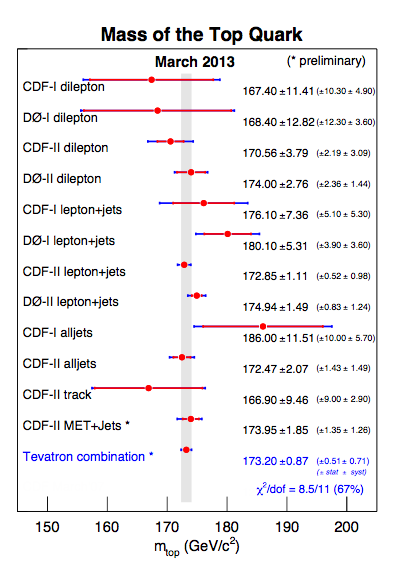 Mass of the Top Quark
March 2013 (* preliminary)
CDF-I dilepton 167.40 ±11.41 (±10.30 ± 4.90)
DØ-I dilepton 168.40 ±12.82 (±12.30 ± 3.60)
CDF-II dilepton 170.56 ±3.79 (±2.19 ± 3.09)
DØ-II dilepton 174.00 ±2.76 (±2.36 ± 1.44)
CDF-I lepton+jets 176.10 ±7.36 (±5.10 ± 5.30)
DØ-I lepton+jets 180.10 ±5.31 (±3.90 ± 3.60)
CDF-II lepton+jets 172.85 ±1.11 (±0.52 ± 0.98)
DØ-II lepton+jets 174.94 ±1.49 (±0.83 ± 1.24)
CDF-I alljets 186.00 ±11.51 (±10.00 ± 5.70)
CDF-II alljets 172.47 ±2.07 (±1.43 ± 1.49)
CDF-II track 166.90 ±9.46 (±9.00 ± 2.90)
CDF-II MET+Jets * 173.95 ±1.85 (±1.35 ± 1.26)
Tevatron combination * 173.20 ±0.87 (±0.51 ± 0.71)
(± stat ± syst)
χ²/dof = 8.5/11 (67%)
150 160 170 180 190 200
m_top (GeV/c²)